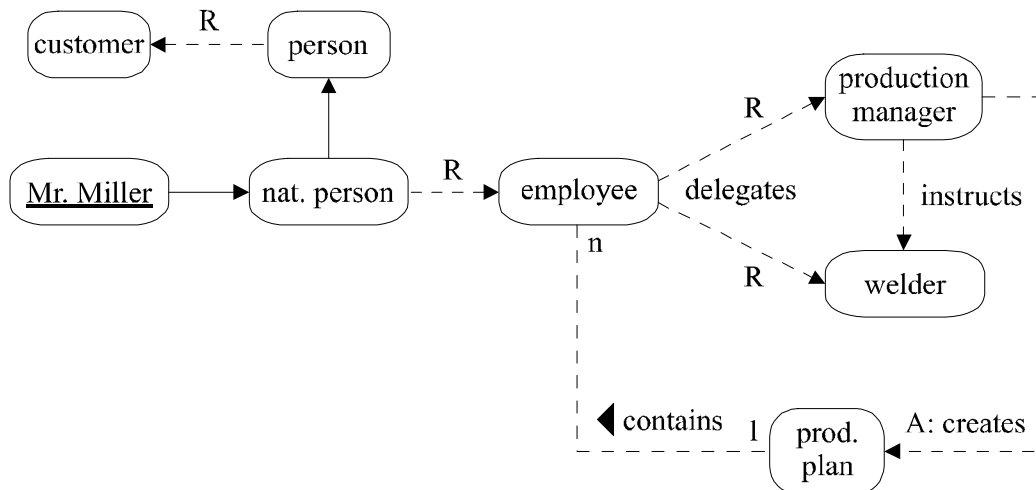 R
customer
person
production
manager
R
Mr. Miller
nat. person
R
employee
delegates
instructs
n
R
welder
contains
1
A: creates
prod.
plan